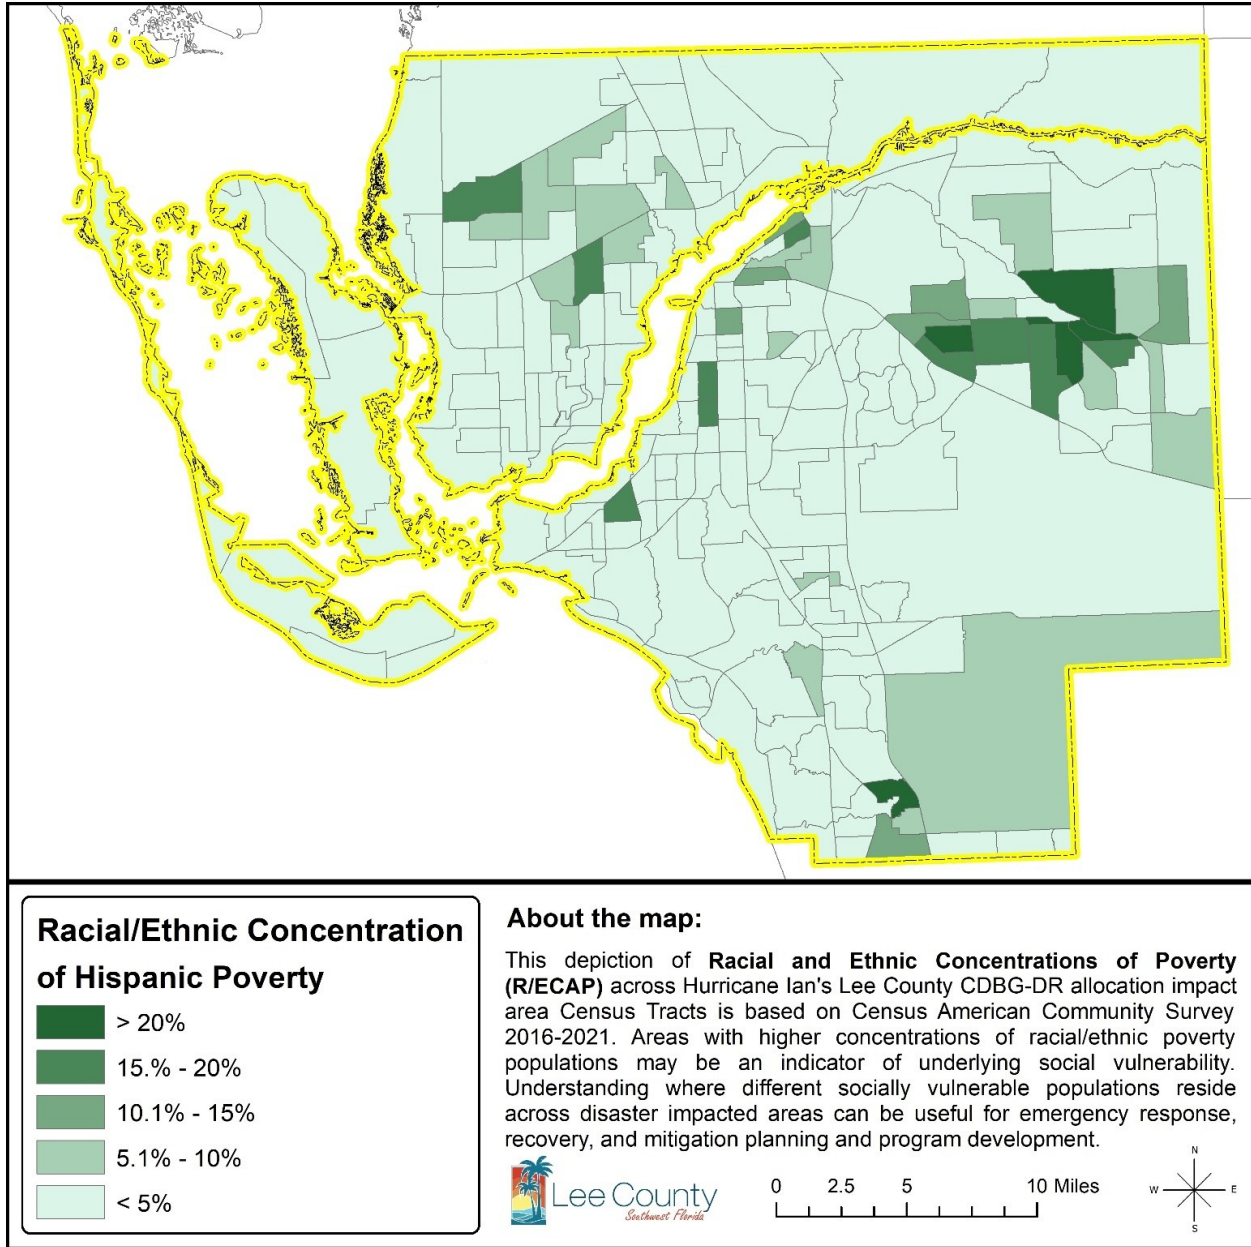 Racial/Ethnic Concentration
of Hispanic Poverty
> 20%
15.% - 20%
10.1% - 15%
5.1% - 10%
< 5%
About the map:
This depiction of Racial and Ethnic Concentrations of Poverty
(R/ECAP) across Hurricane Ian's Lee County CDBG-DR allocation impact
area Census Tracts is based on Census American Community Survey
2016-2021. Areas with higher concentrations of racial/ethnic poverty
populations may be an indicator of underlying social vulnerability.
Understanding where different socially vulnerable populations reside
across disaster impacted areas can be useful for emergency response,
recovery, and mitigation planning and program development.
Lee County
Southwest Florida
0 2.5 5 10 Miles
N
W E
S